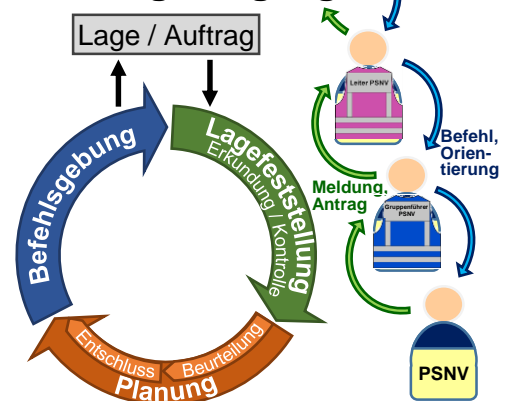 Lage / Auftrag
Befehlsgebung
Lagefeststellung
Erkundung / Kontrolle
Planung
Entschluss
Beurteilung
Leiter PSNV
Befehl,
Orien-
tierung
Meldung,
Antrag
Gruppenführer
PSNV
PSNV